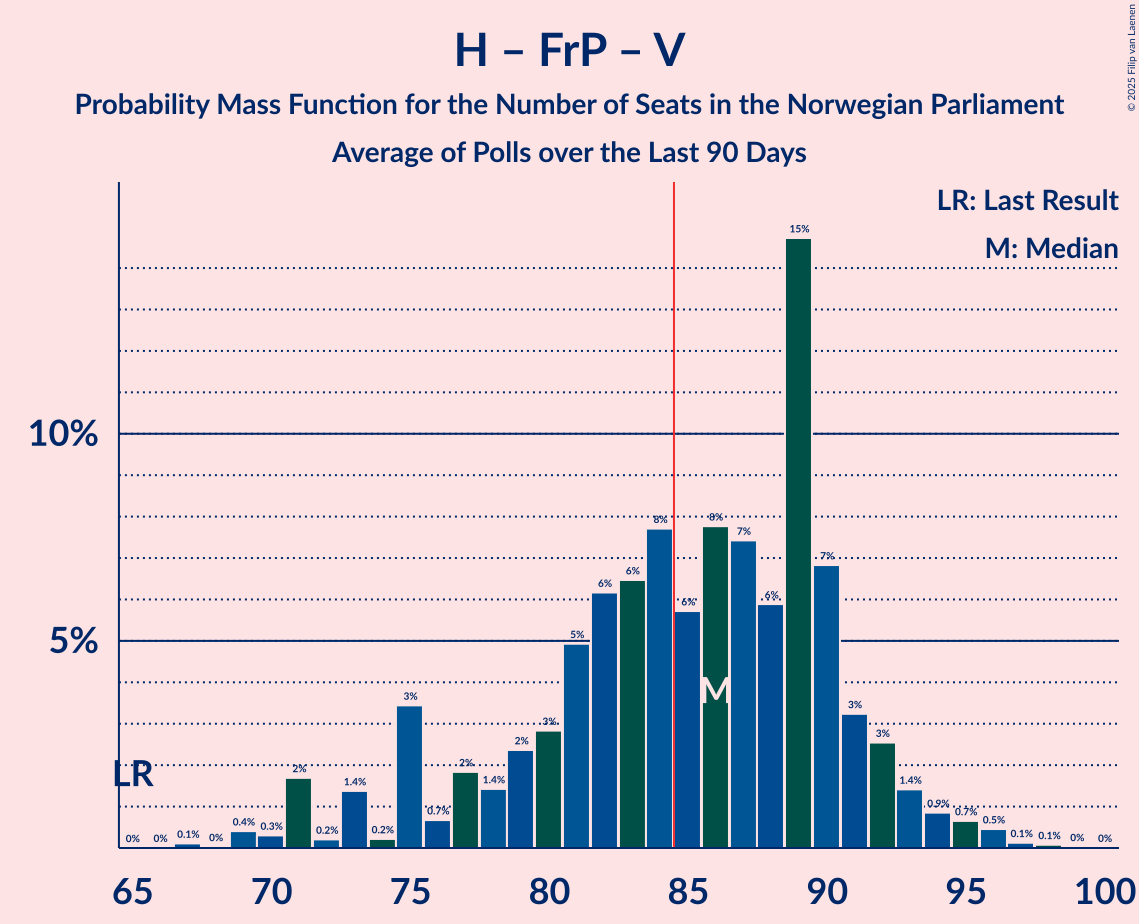 H – FrP – V
Probability Mass Function for the Number of Seats in the Norwegian Parliament
Average of Polls over the Last 90 Days
© 2025 Filip van Laenen
LR: Last Result
M: Median
10%
5%
LR
M
0% 0% 0.1% 0% 0.4% 0.3% 2% 0.2% 1.4% 0.2% 3% 0.7% 2% 1.4% 2% 3% 5% 6% 6% 8% 6% 8% 7% 6% 15% 7% 3% 3% 1.4% 0.9% 0.7% 0.5% 0.1% 0.1% 0% 0%
65 70 75 80 85 90 95 100